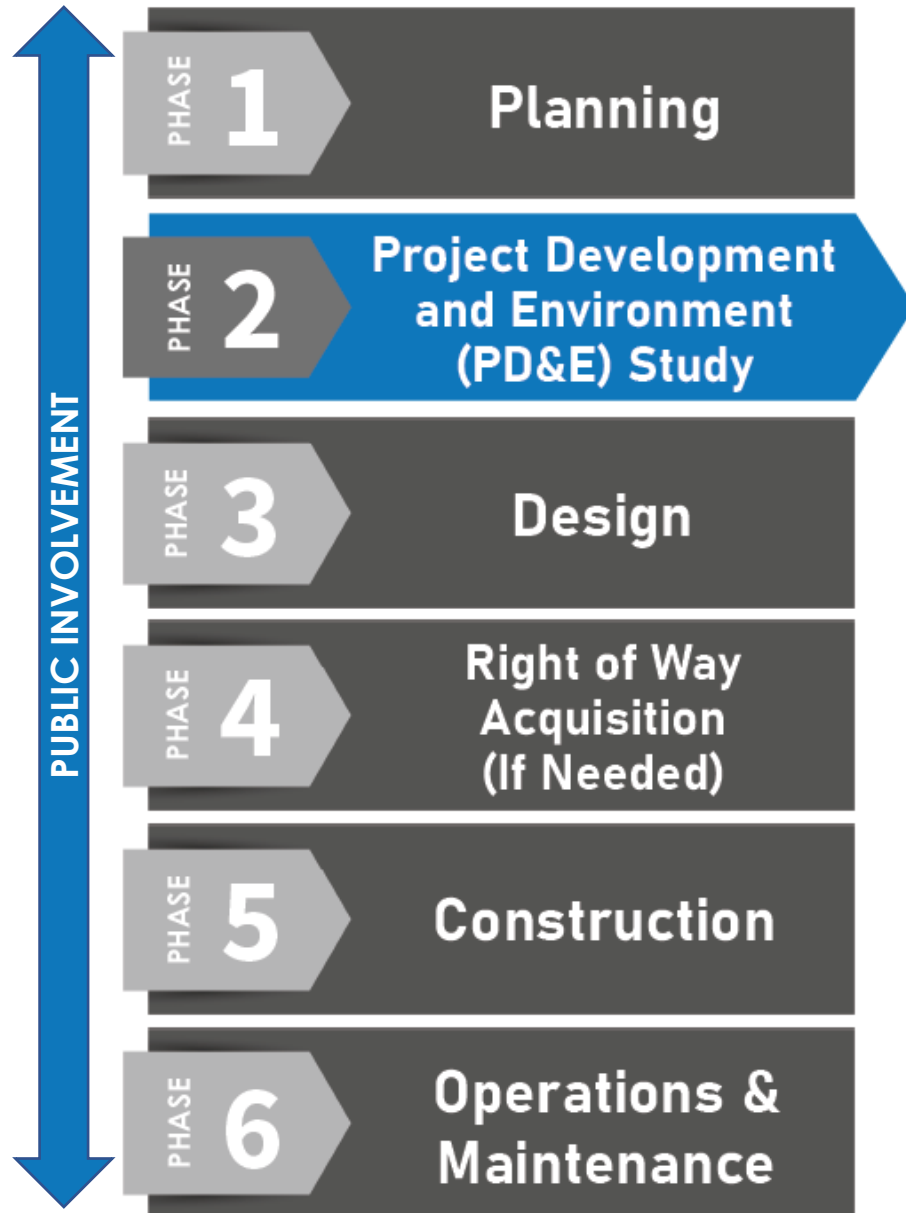 PUBLIC INVOLVEMENT
PHASE 1
Planning
PHASE 2
Project Development
and Environment
(PD&E) Study
PHASE 3
Design
PHASE 4
Right of Way
Acquisition
(If Needed)
PHASE 5
Construction
PHASE 6
Operations &
Maintenance